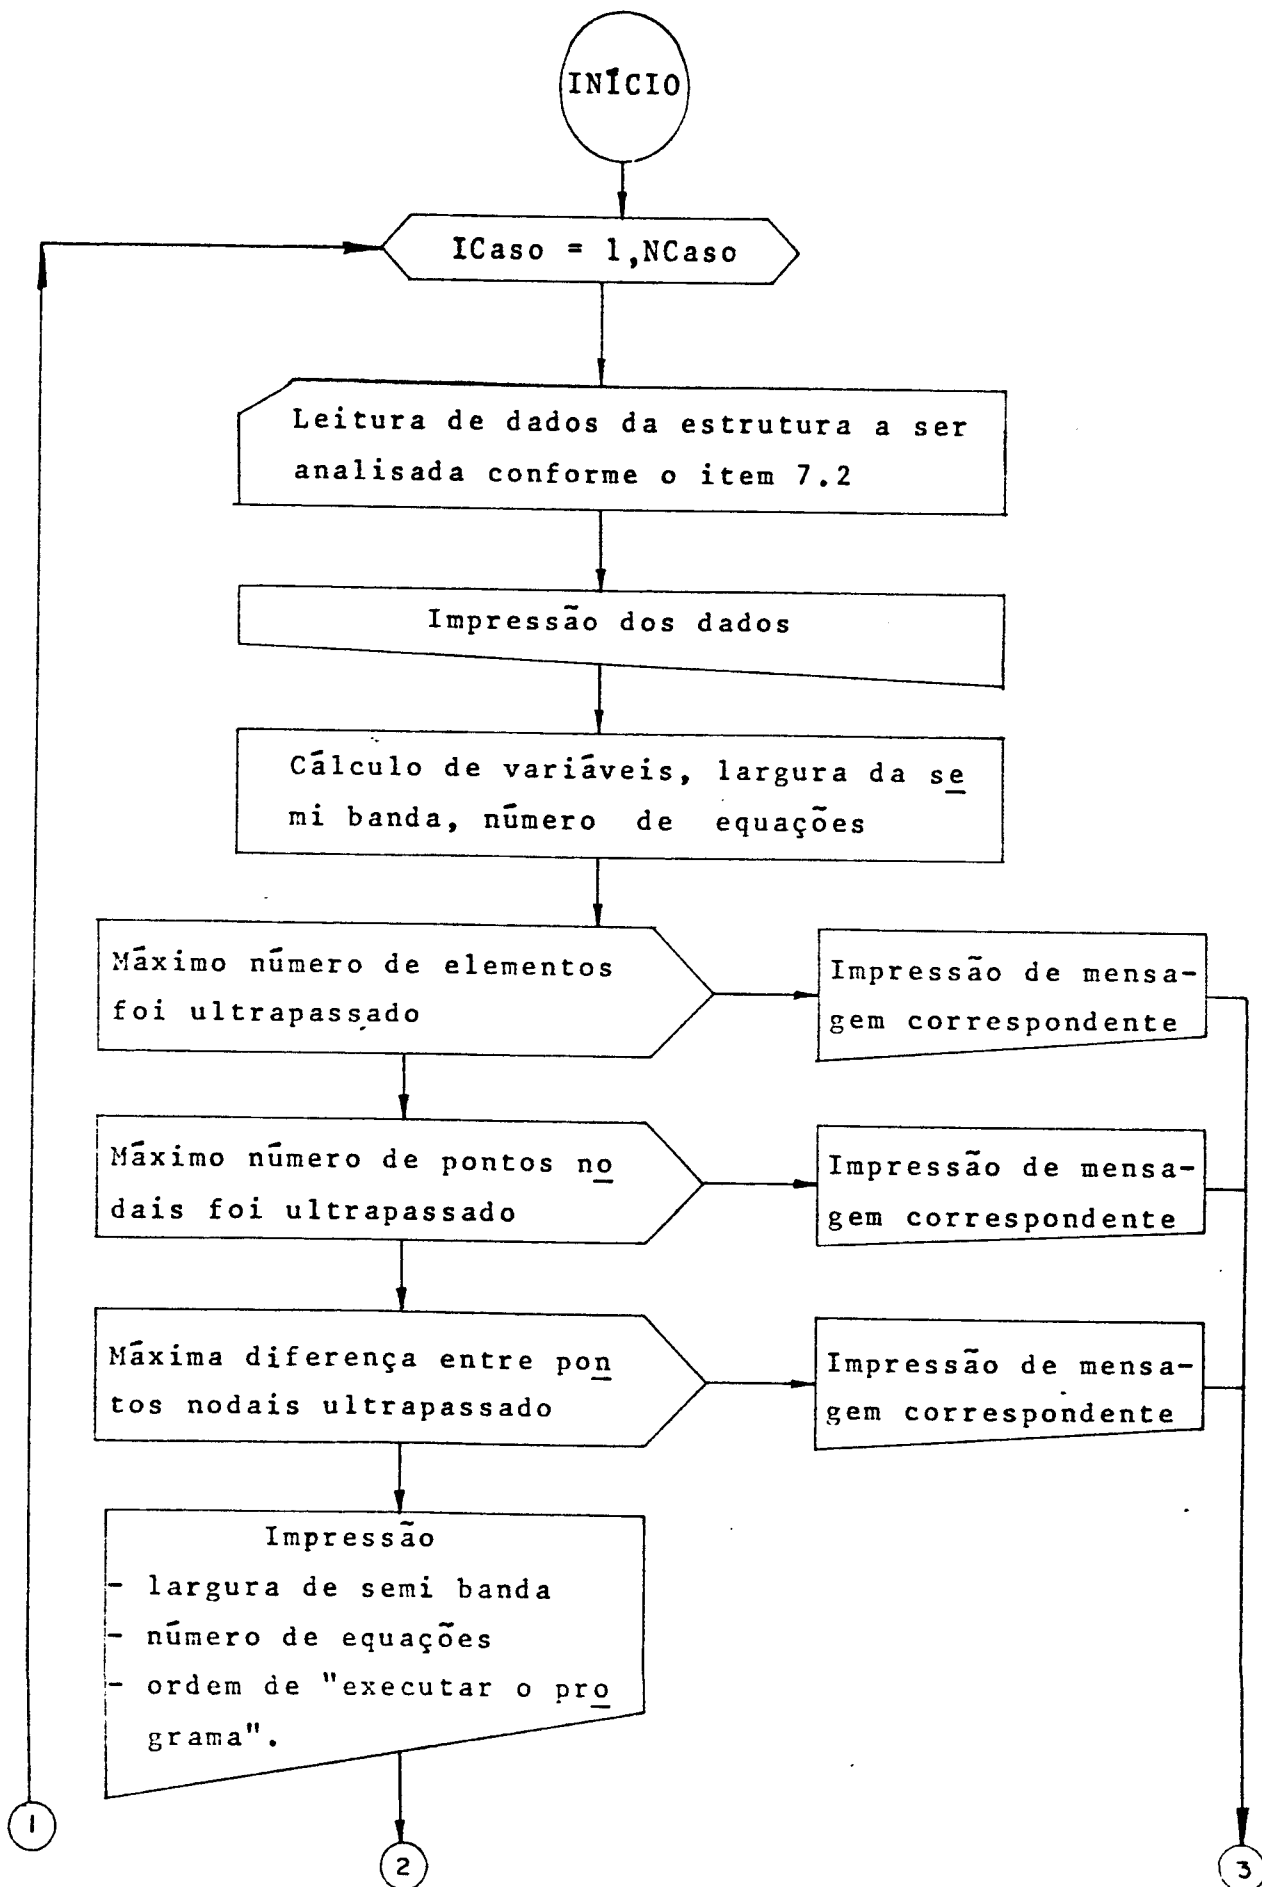 INÍCIO
ICaso = 1,NCaso
Leitura de dados da estrutura a ser
analisada conforme o item 7.2
Impressão dos dados
Cálculo de variáveis, largura da se
mi banda, número de equações
Máximo número de elementos
foi ultrapassado
Impressão de mensa-
gem correspondente
Máximo número de pontos no
dais foi ultrapassado
Impressão de mensa-
gem correspondente
Máxima diferença entre pon
tos nodais ultrapassado
Impressão de mensa-
gem correspondente
Impressão
- largura de semi banda
- número de equações
- ordem de "executar o pro
grama".
1
2
3